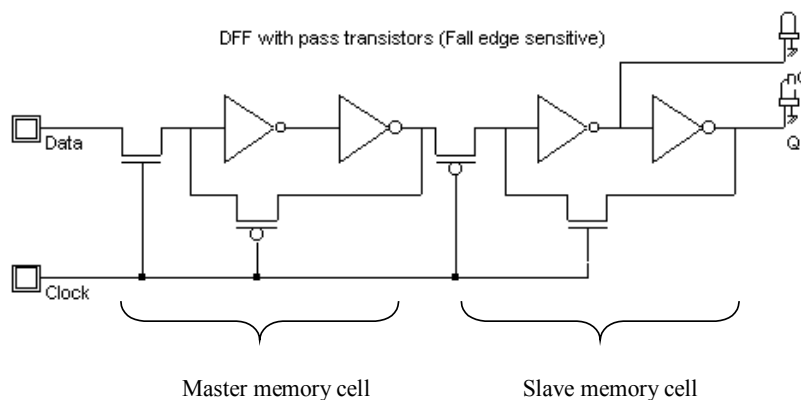 DFF with pass transistors (Fall edge sensitive)
Data
Q
Clock
Master memory cell
Slave memory cell